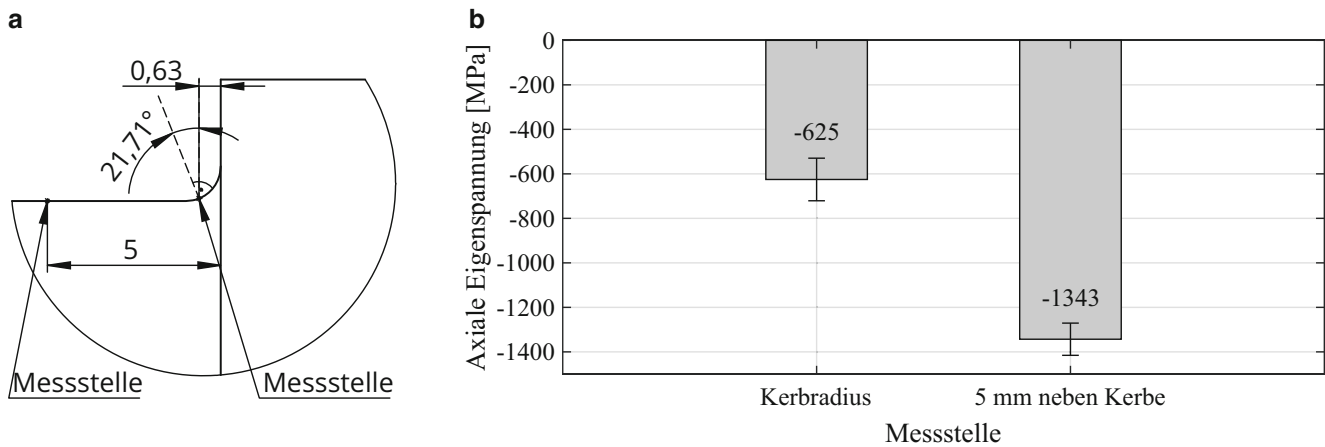 a
0,63
21,71°
5
Messstelle
Messstelle
b
Axiale Eigenspannung [MPa]
0
-200
-400
-600
-800
-1000
-1200
-1400
-625
-1343
Kerbradius
5 mm neben Kerbe
Messstelle